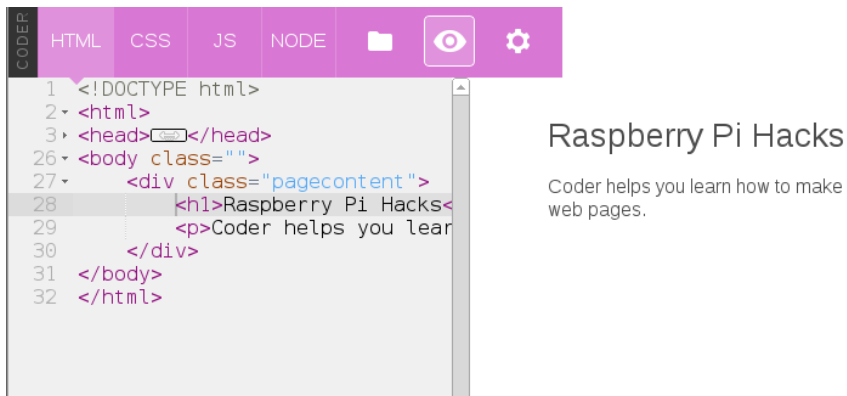 CODER
HTML CSS JS NODE
1 <!DOCTYPE html>
2 <html>
3 <head></head>
26 <body class="">
27 <div class="pagecontent">
28 <h1>Raspberry Pi Hacks<
29 <p>Coder helps you lear
30 </div>
31 </body>
32 </html>
Raspberry Pi Hacks
Coder helps you learn how to make
web pages.